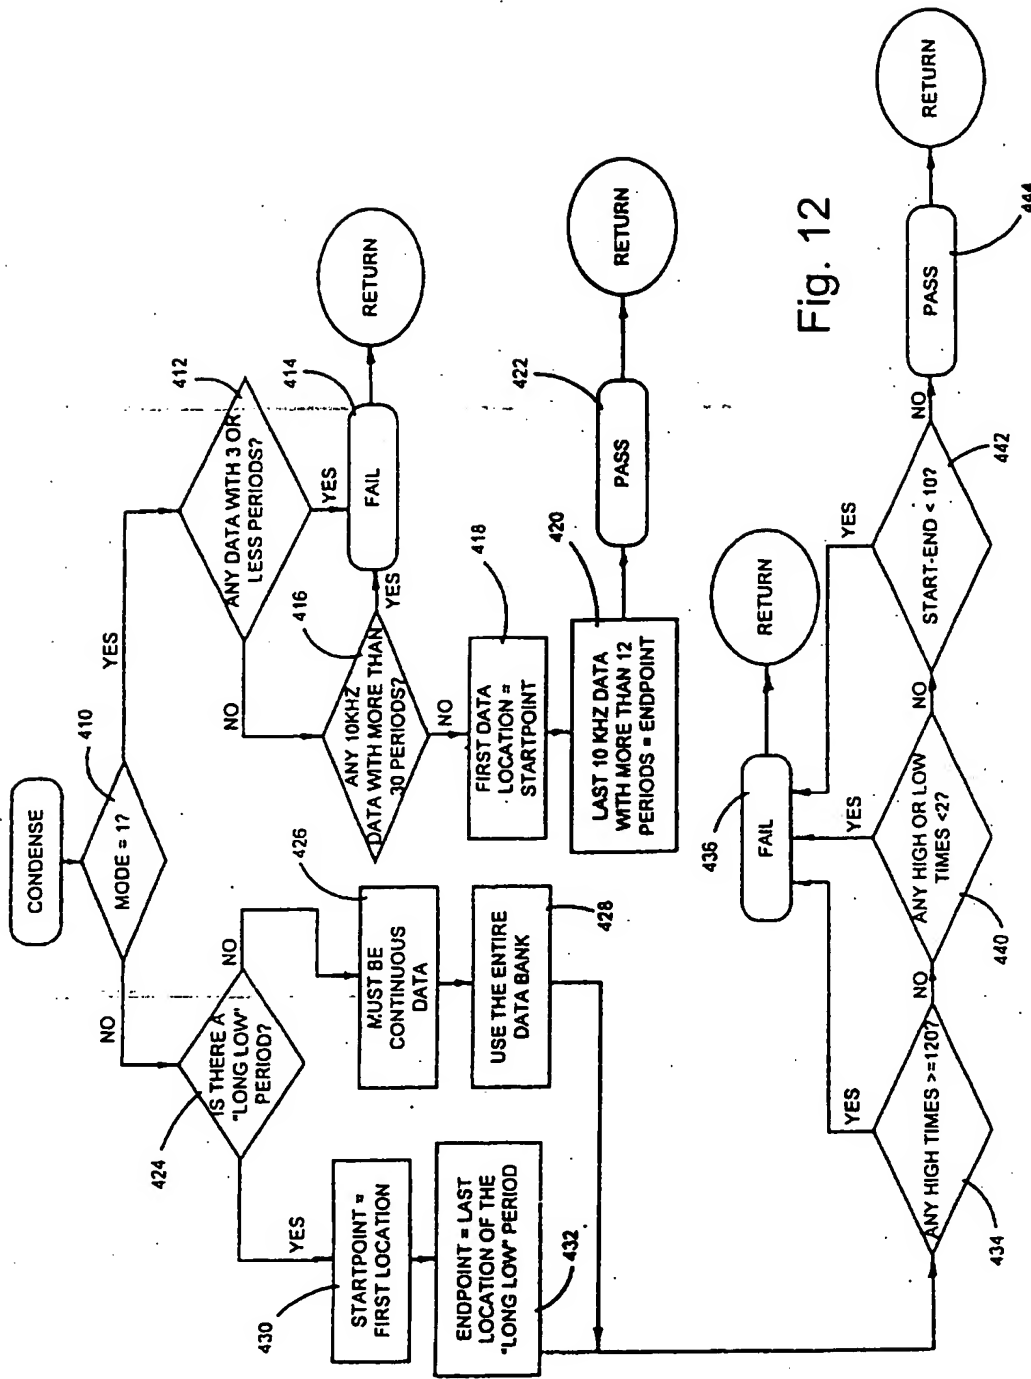 CONDENSE
MODE = 1?
410
YES
NO
ANY DATA WITH 3 OR
LESS PERIODS?
412
YES
NO
FAIL
414
RETURN
ANY 10KHZ
DATA WITH MORE THAN
30 PERIODS?
416
YES
NO
FIRST DATA
LOCATION =
STARTPOINT
418
LAST 10 KHZ DATA
WITH MORE THAN 12
PERIODS = ENDPOINT
420
PASS
422
RETURN
IS THERE A
"LONG LOW"
PERIOD?
424
NO
YES
MUST BE
CONTINUOUS
DATA
426
USE THE ENTIRE
DATA BANK
428
STARTPOINT =
FIRST LOCATION
430
ENDPOINT = LAST
LOCATION OF THE
"LONG LOW" PERIOD
432
ANY HIGH TIMES >=120?
434
YES
NO
FAIL
436
RETURN
ANY HIGH OR LOW
TIMES <2?
440
YES
NO
START-END < 10?
442
YES
NO
PASS
444
RETURN
Fig. 12